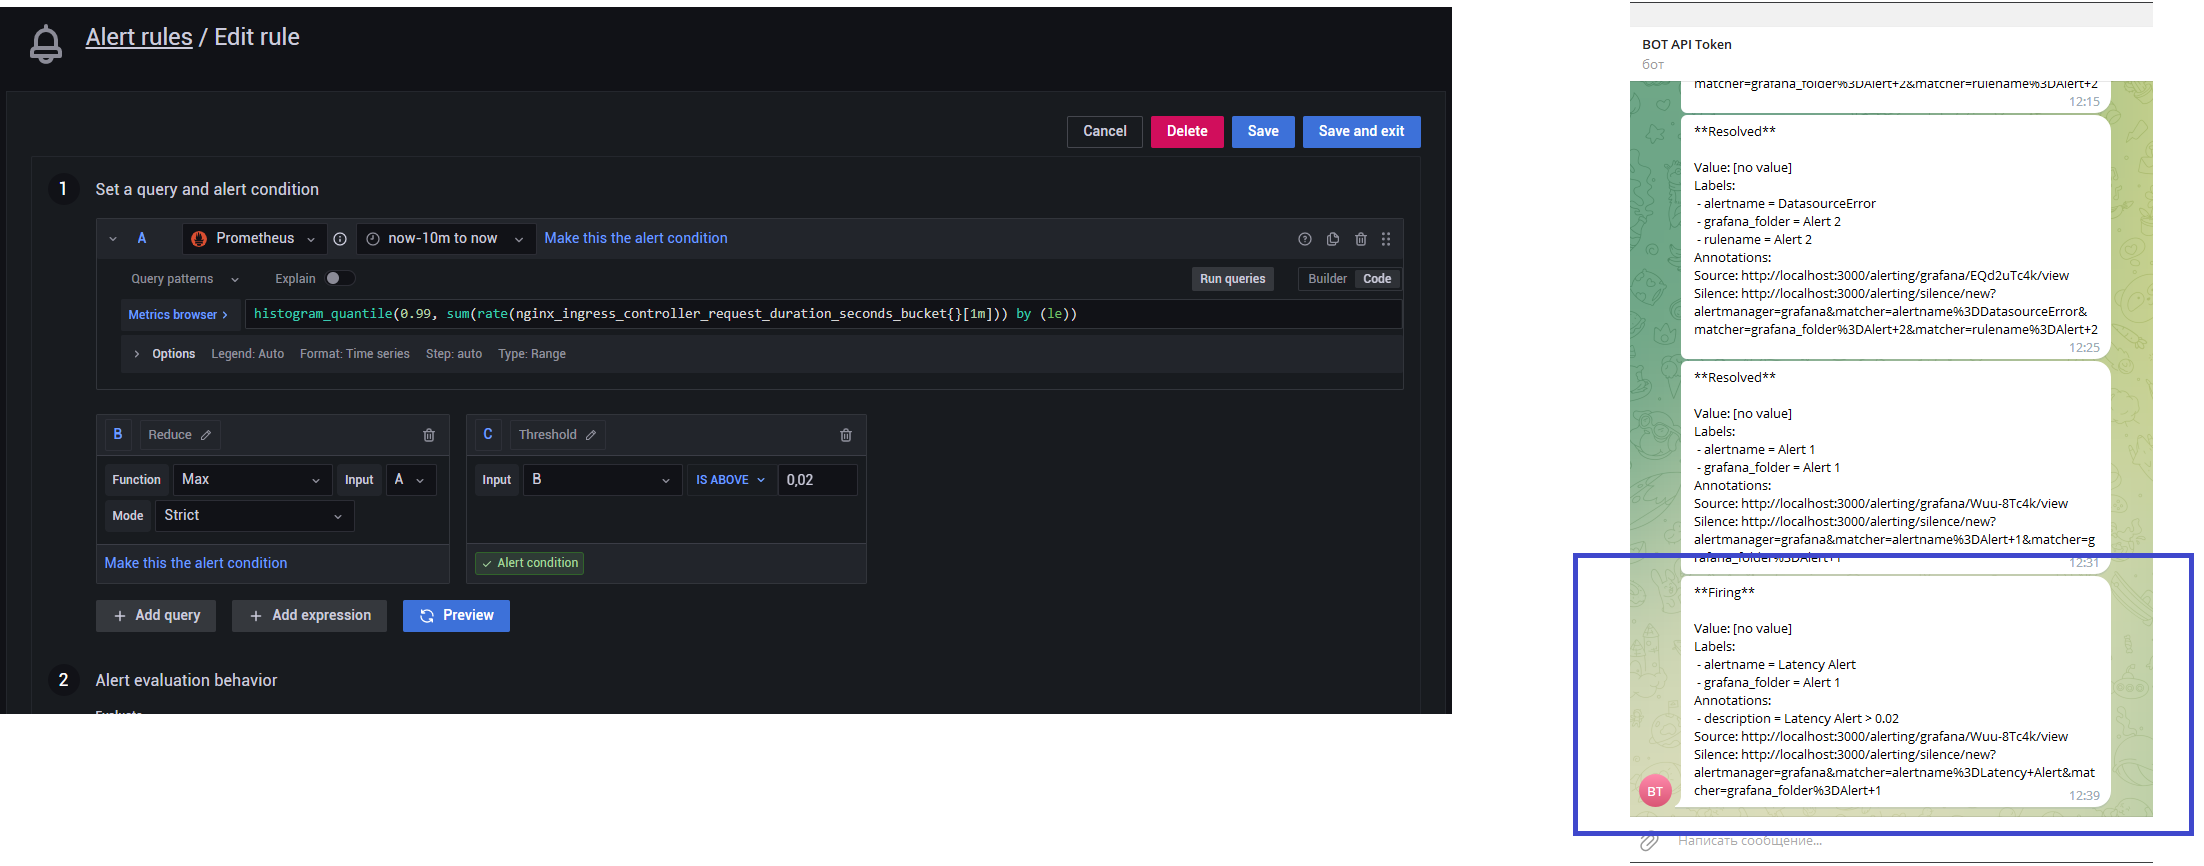 Alert rules / Edit rule
Cancel
Delete
Save
Save and exit
1
Set a query and alert condition
A
Prometheus
now-10m to now
Make this the alert condition
Query patterns
Explain
Run queries
Builder
Code
Metrics browser >
histogram_quantile(0.99, sum(rate(nginx_ingress_controller_request_duration_seconds_bucket{}[1m])) by (le))
Options
Legend: Auto
Format: Time series
Step: auto
Type: Range
B
Reduce
Function
Max
Input
A
Mode
Strict
Make this the alert condition
C
Threshold
Input
B
IS ABOVE
0,02
Alert condition
+ Add query
+ Add expression
Preview
2
Alert evaluation behavior
Evaluate
BOT API Token
бот
matcher=grafana_folder%3DAlert+2&matcher=rulename%3DAlert+2
12:15
**Resolved**
Value: [no value]
Labels:
- alertname = DatasourceError
- grafana_folder = Alert 2
- rulename = Alert 2
Annotations:
Source: http://localhost:3000/alerting/grafana/EQd2uTc4k/view
Silence: http://localhost:3000/alerting/silence/new?
alertmanager=grafana&matcher=alertname%3DDatasourceError&
matcher=grafana_folder%3DAlert+2&matcher=rulename%3DAlert+2
12:25
**Resolved**
Value: [no value]
Labels:
- alertname = Alert 1
- grafana_folder = Alert 1
Annotations:
Source: http://localhost:3000/alerting/grafana/Wuu-8Tc4k/view
Silence: http://localhost:3000/alerting/silence/new?
alertmanager=grafana&matcher=alertname%3DAlert+1&matcher=g
rafana_folder%3DAlert+1
12:31
**Firing**
Value: [no value]
Labels:
- alertname = Latency Alert
- grafana_folder = Alert 1
Annotations:
- description = Latency Alert > 0.02
Source: http://localhost:3000/alerting/grafana/Wuu-8Tc4k/view
Silence: http://localhost:3000/alerting/silence/new?
alertmanager=grafana&matcher=alertname%3DLatency+Alert&mat
cher=grafana_folder%3DAlert+1
12:39
BT
Написать сообщение...